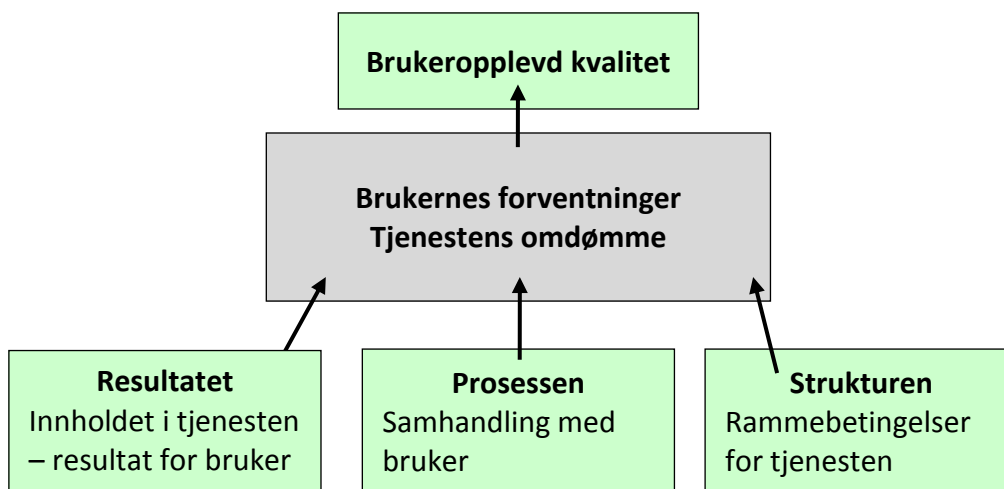 Brukeropplevd kvalitet
Brukernes forventninger
Tjenestens omdømme
Resultatet
Innholdet i tjenesten
– resultat for bruker
Prosessen
Samhandling med
bruker
Strukturen
Rammebetingelser
for tjenesten